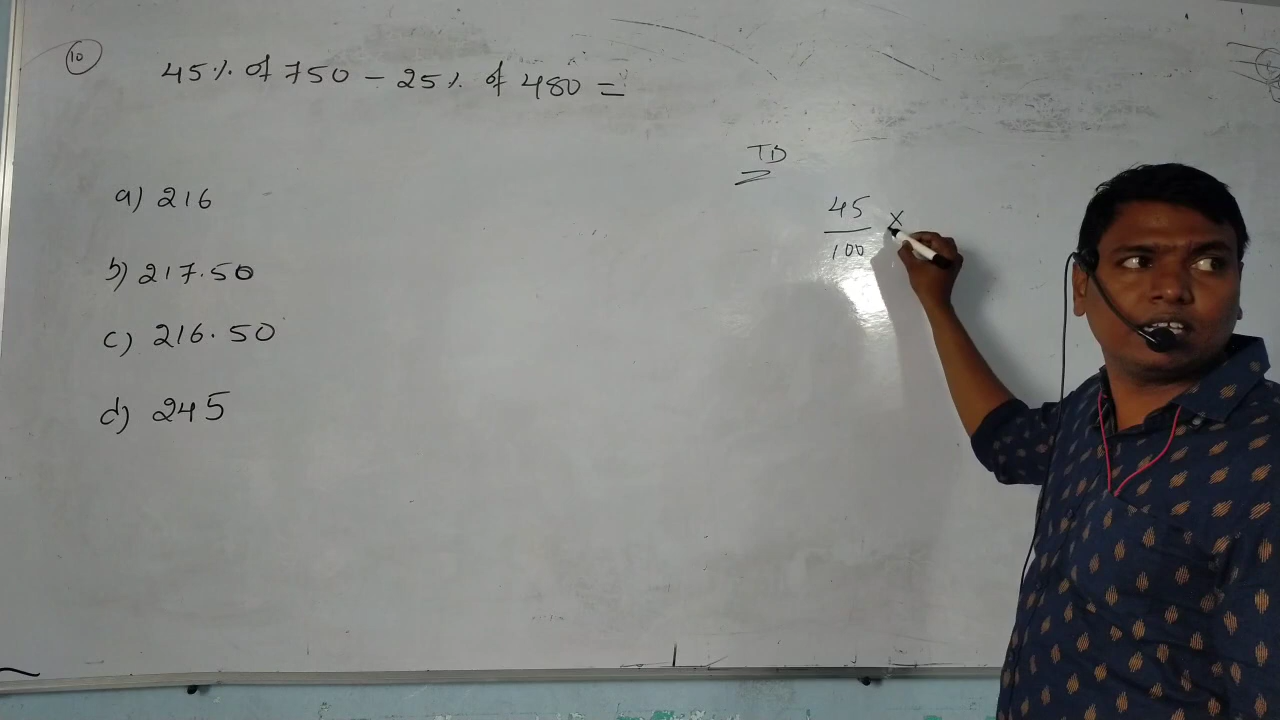 10 45% of 750 - 25% of 480 =
a) 216
b) 217.50
c) 216.50
d) 245
TD
45 ×
100